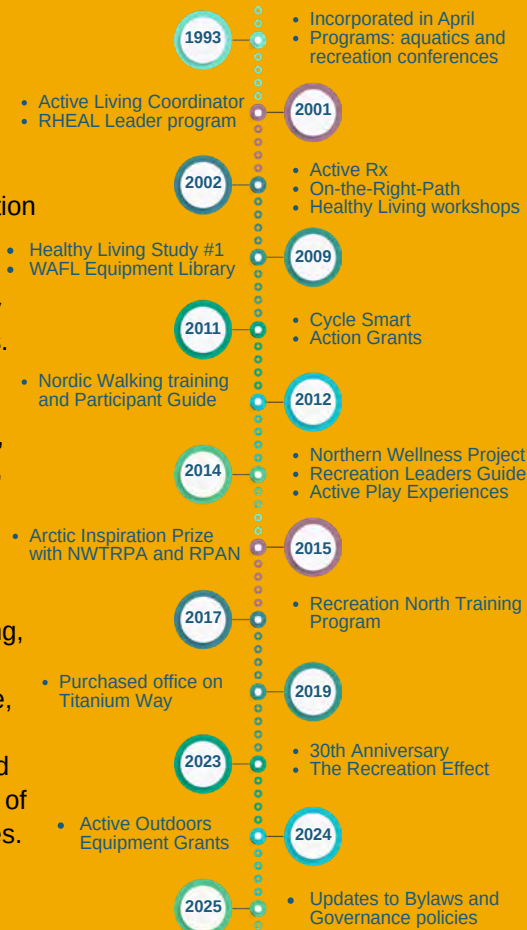 1993
• Incorporated in April
• Programs: aquatics and
recreation conferences
• Active Living Coordinator
• RHEAL Leader program
2001
2002
• Active Rx
• On-the-Right-Path
• Healthy Living workshops
• Healthy Living Study #1
• WAFL Equipment Library
2009
2011
• Cycle Smart
• Action Grants
• Nordic Walking training
and Participant Guide
2012
2014
• Northern Wellness Project
• Recreation Leaders Guide
• Active Play Experiences
• Arctic Inspiration Prize
with NWTRPA and RPAN
2015
2017
• Recreation North Training
Program
• Purchased office on
Titanium Way
2019
2023
• 30th Anniversary
• The Recreation Effect
• Active Outdoors
Equipment Grants
2024
2025
• Updates to Bylaws and
Governance policies
of